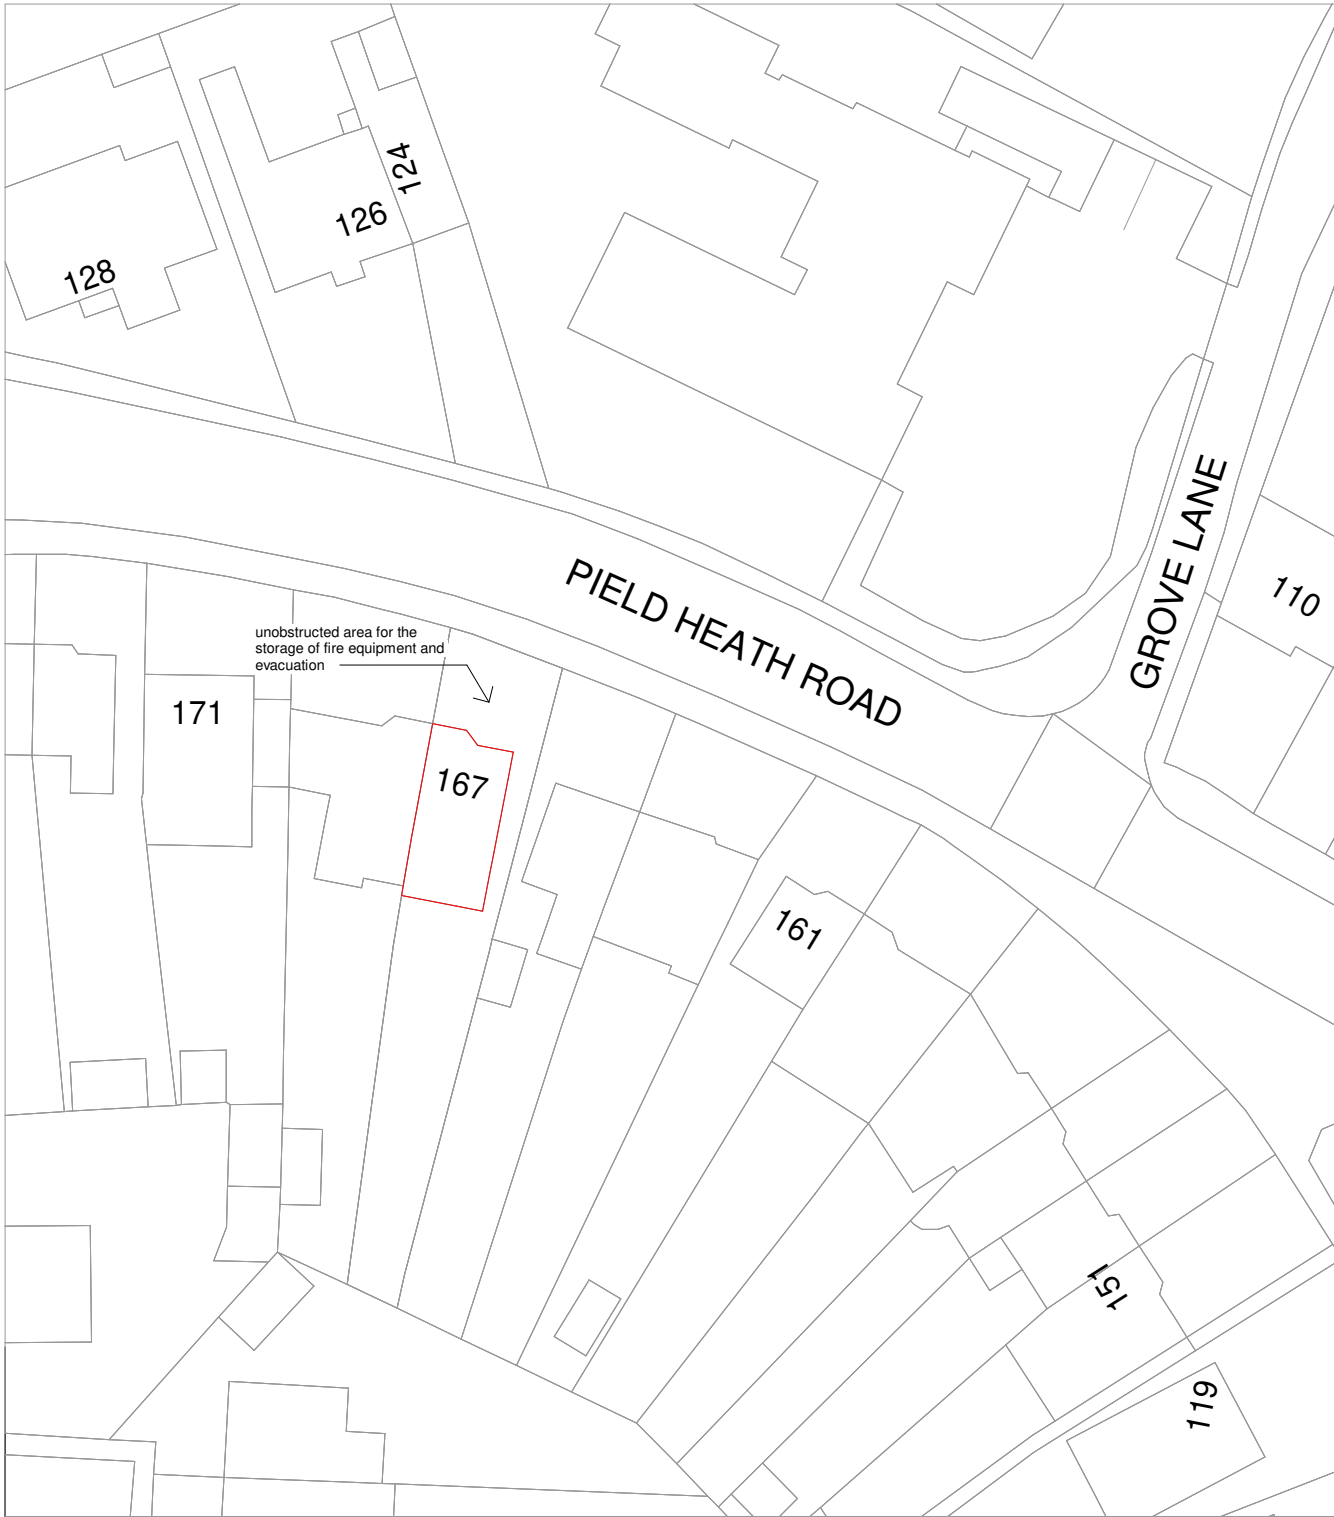 124
126
128
PIELD HEATH ROAD
GROVE LANE
110
unobstructed area for the
storage of fire equipment and
evacuation
171
167
161
151
119